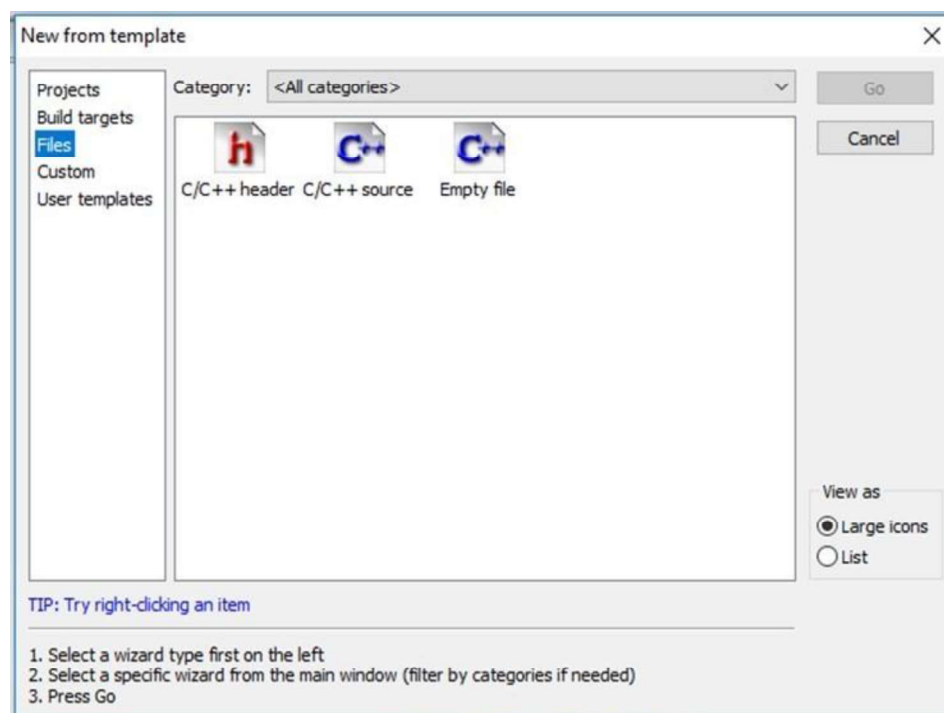 New from template
Projects
Build targets
Files
Custom
User templates
Category:
<All categories>
h
C/C++ header
C++
C/C++ source
C++
Empty file
Go
Cancel
View as
Large icons
List
TIP: Try right-clicking an item
1. Select a wizard type first on the left
2. Select a specific wizard from the main window (filter by categories if needed)
3. Press Go